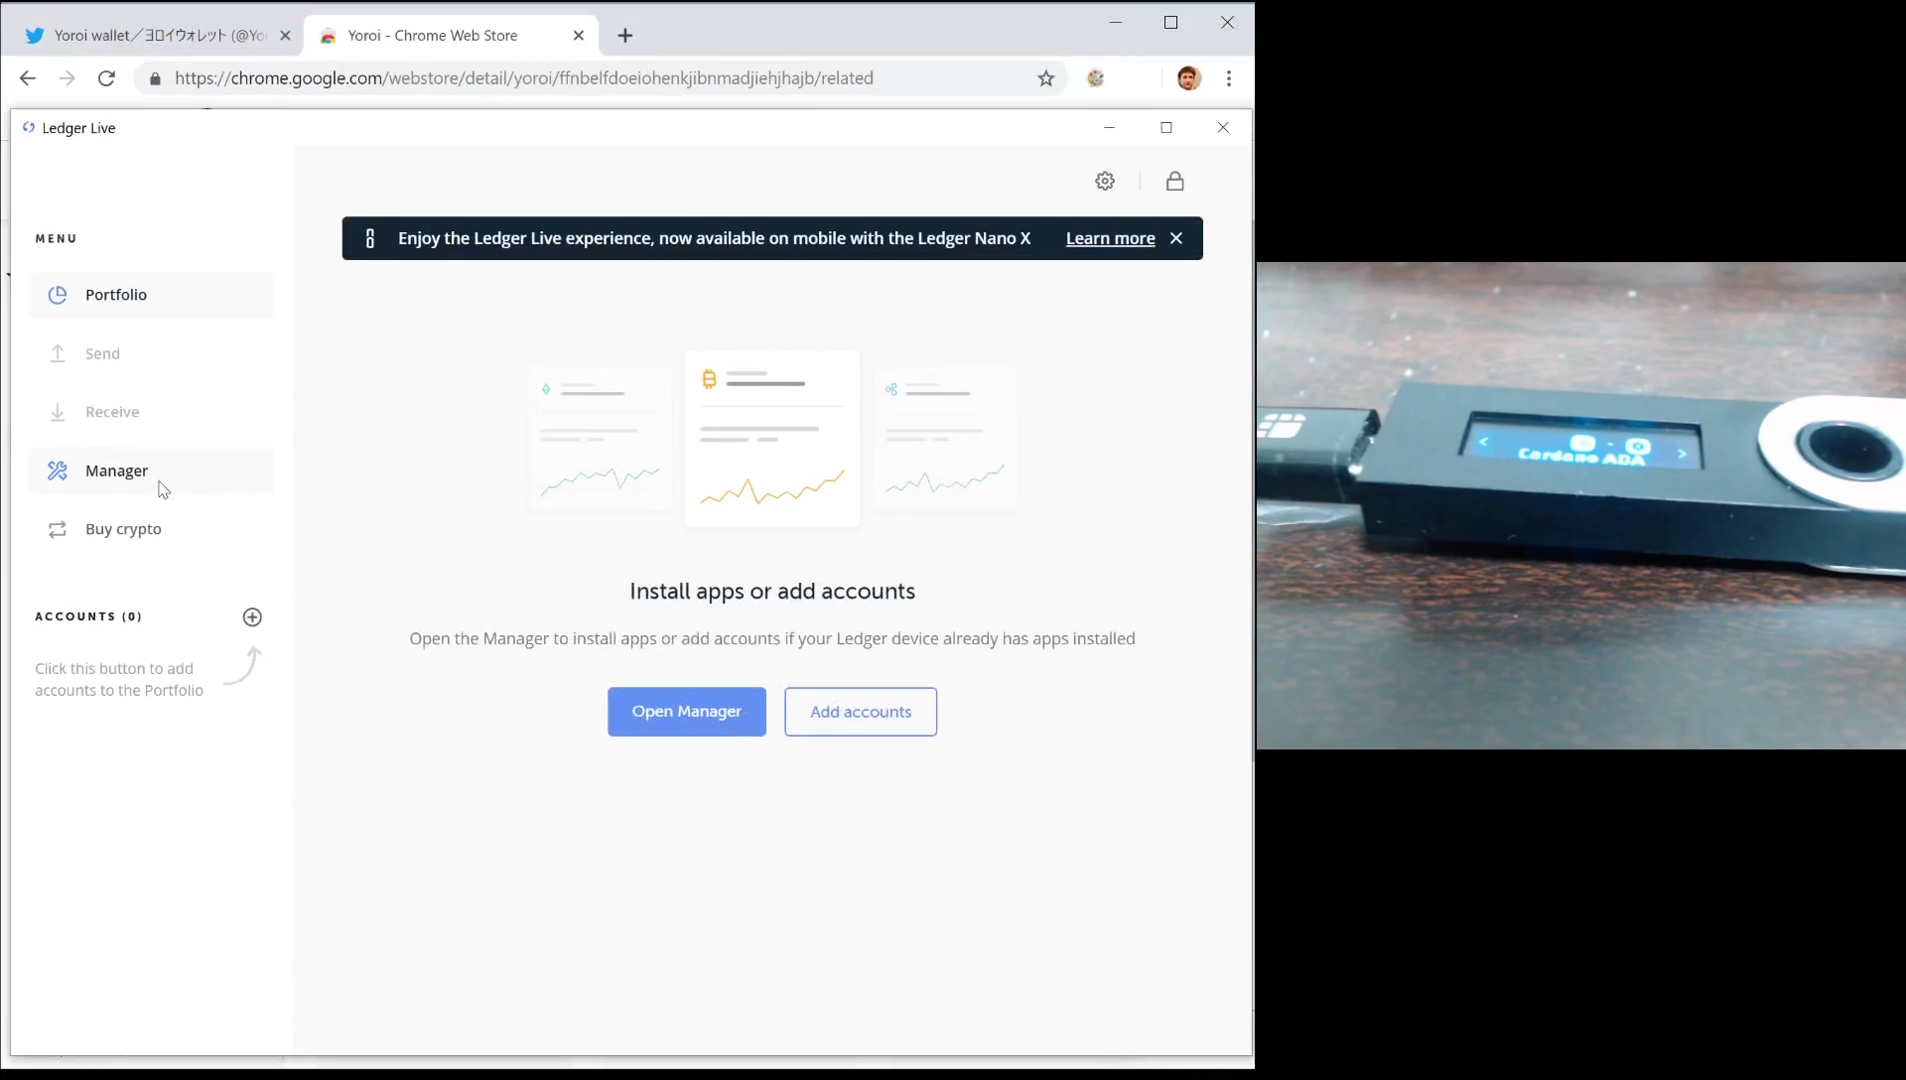 Yoroi wallet／ヨロイウォレット (@Yo
Yoroi - Chrome Web Store
https://chrome.google.com/webstore/detail/yoroi/ffnbelfdoeiohenkjibnmadjiehjhajb/related
Ledger Live
Enjoy the Ledger Live experience, now available on mobile with the Ledger Nano X
Learn more
MENU
Portfolio
Send
Receive
Manager
Buy crypto
ACCOUNTS (0)
Click this button to add
accounts to the Portfolio
Install apps or add accounts
Open the Manager to install apps or add accounts if your Ledger device already has apps installed
Open Manager
Add accounts
Cardano ADA